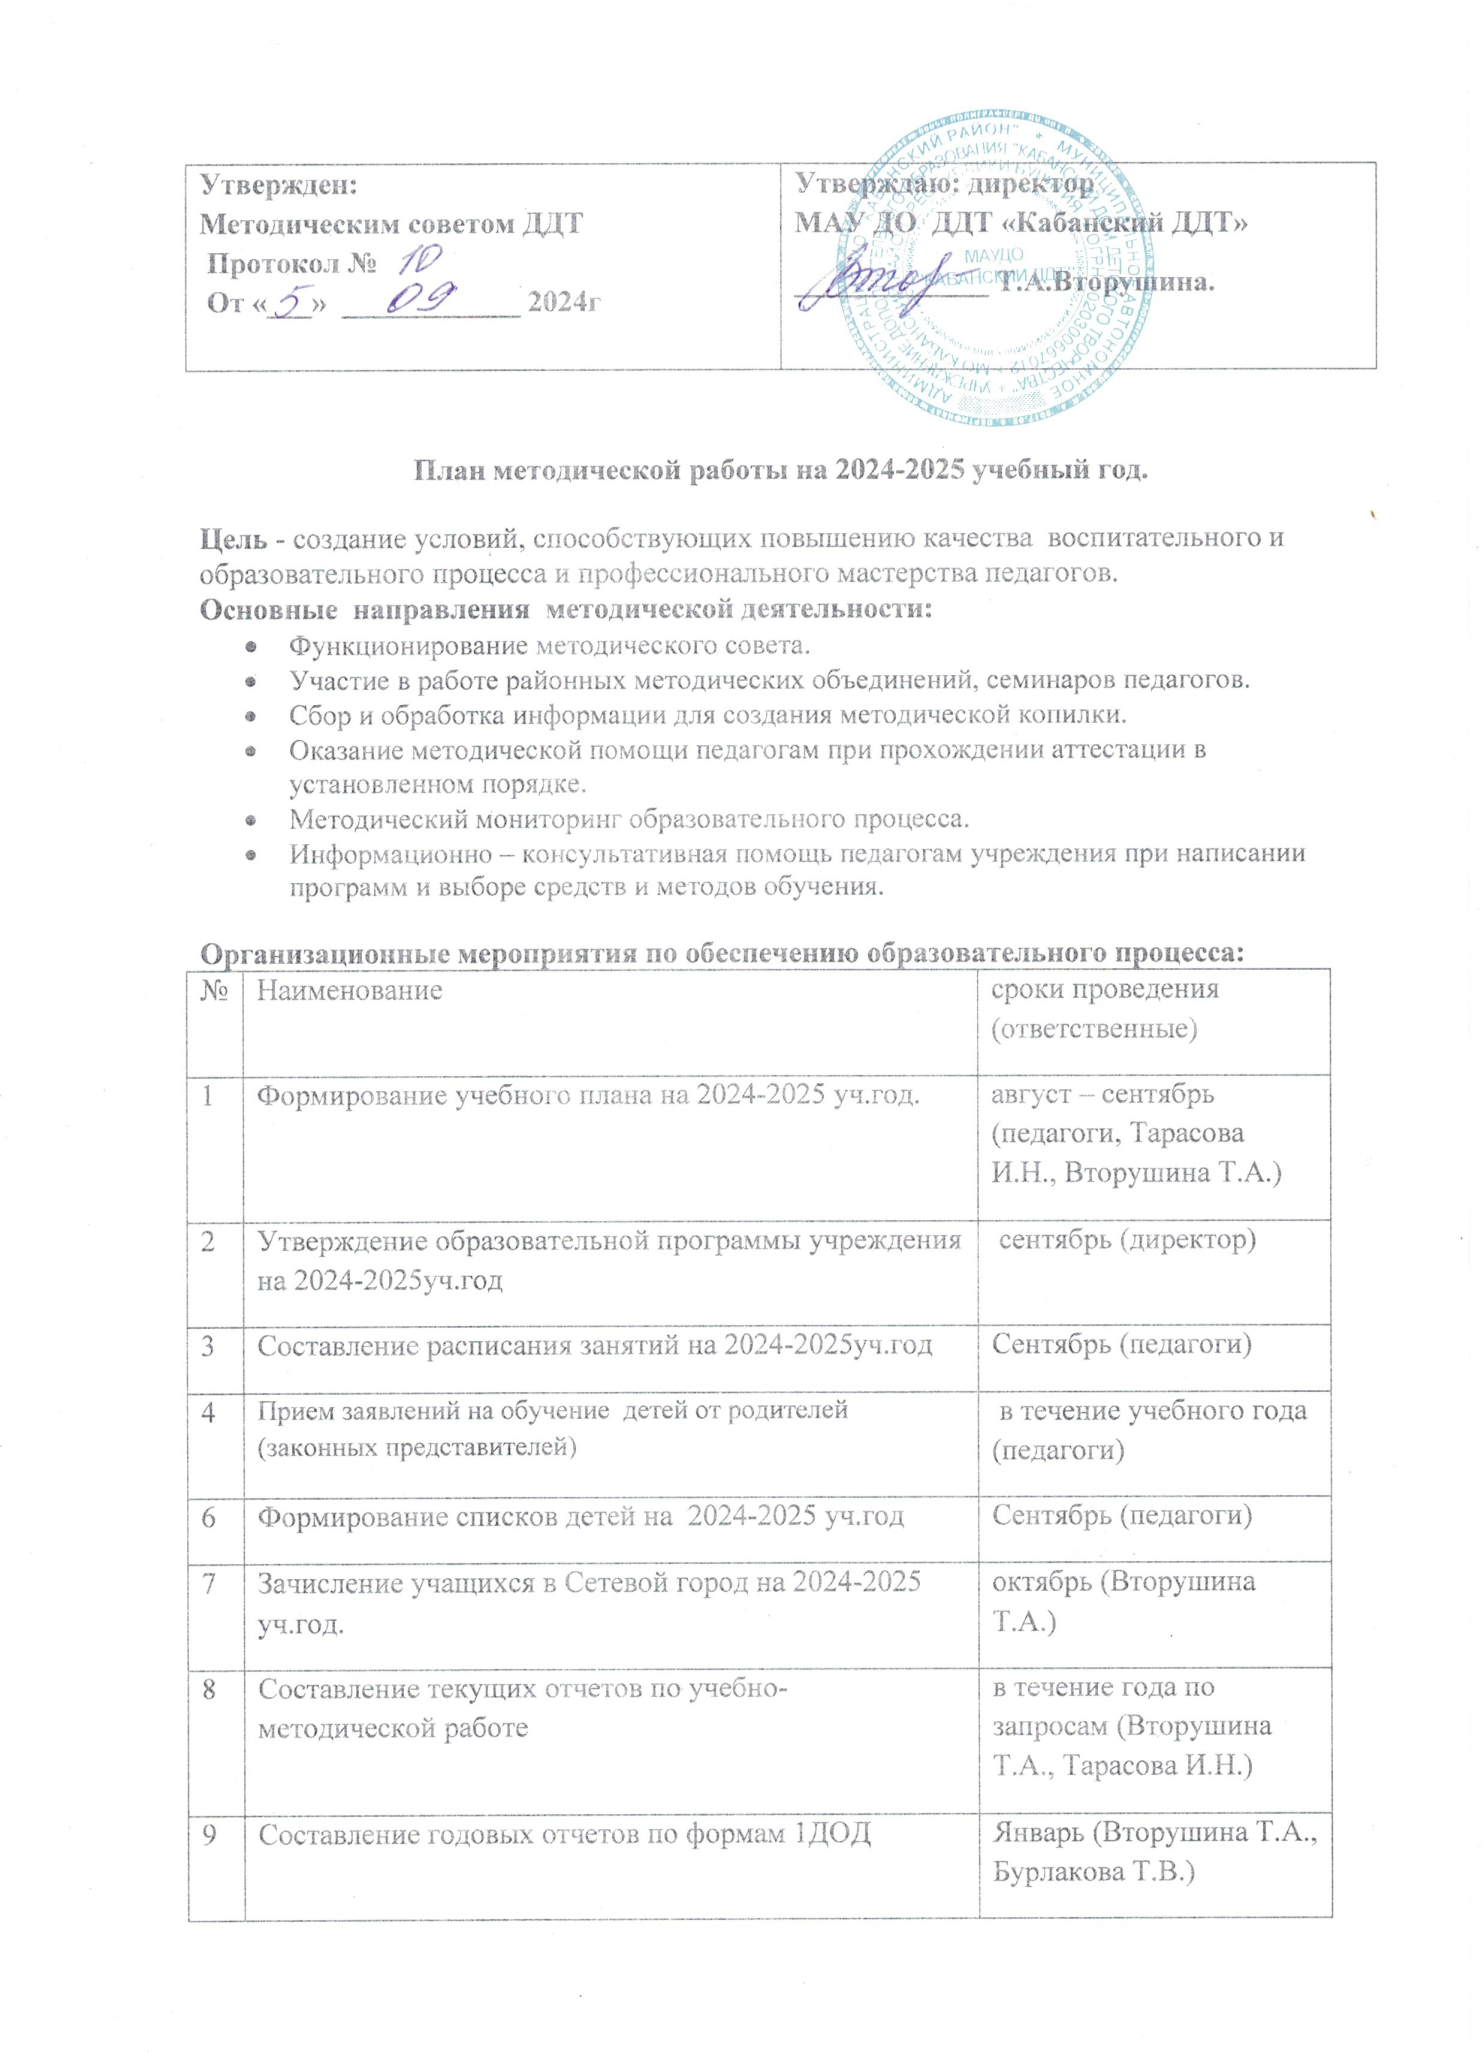 Утвержден:
Методическим советом ДДТ
Протокол № 10
От «5» 09 2024г
Утверждаю: директор
МАУ ДО ДДТ «Кабанский ДДТ»
Т.А.Вторушина.
МАУДО
КАБАНСКИЙ ДДТ
План методической работы на 2024-2025 учебный год.
Цель - создание условий, способствующих повышению качества воспитательного и
образовательного процесса и профессионального мастерства педагогов.
Основные направления методической деятельности:
• Функционирование методического совета.
• Участие в работе районных методических объединений, семинаров педагогов.
• Сбор и обработка информации для создания методической копилки.
• Оказание методической помощи педагогам при прохождении аттестации в
установленном порядке.
• Методический мониторинг образовательного процесса.
• Информационно – консультативная помощь педагогам учреждения при написании
программ и выборе средств и методов обучения.
Организационные мероприятия по обеспечению образовательного процесса:
№ Наименование сроки проведения
(ответственные)
1 Формирование учебного плана на 2024-2025 уч.год. август – сентябрь
(педагоги, Тарасова
И.Н., Вторушина Т.А.)
2 Утверждение образовательной программы учреждения сентябрь (директор)
на 2024-2025уч.год
3 Составление расписания занятий на 2024-2025уч.год Сентябрь (педагоги)
4 Прием заявлений на обучение детей от родителей в течение учебного года
(законных представителей) (педагоги)
6 Формирование списков детей на 2024-2025 уч.год Сентябрь (педагоги)
7 Зачисление учащихся в Сетевой город на 2024-2025 октябрь (Вторушина
уч.год. Т.А.)
8 Составление текущих отчетов по учебно- в течение года по
методической работе запросам (Вторушина
Т.А., Тарасова И.Н.)
9 Составление годовых отчетов по формам 1ДОД Январь (Вторушина Т.А.,
Бурлакова Т.В.)